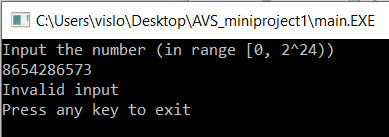 C:\Users\vislo\Desktop\AVS_miniproject1\main.EXE
Input the number (in range [0, 2^24))
8654286573
Invalid input
Press any key to exit